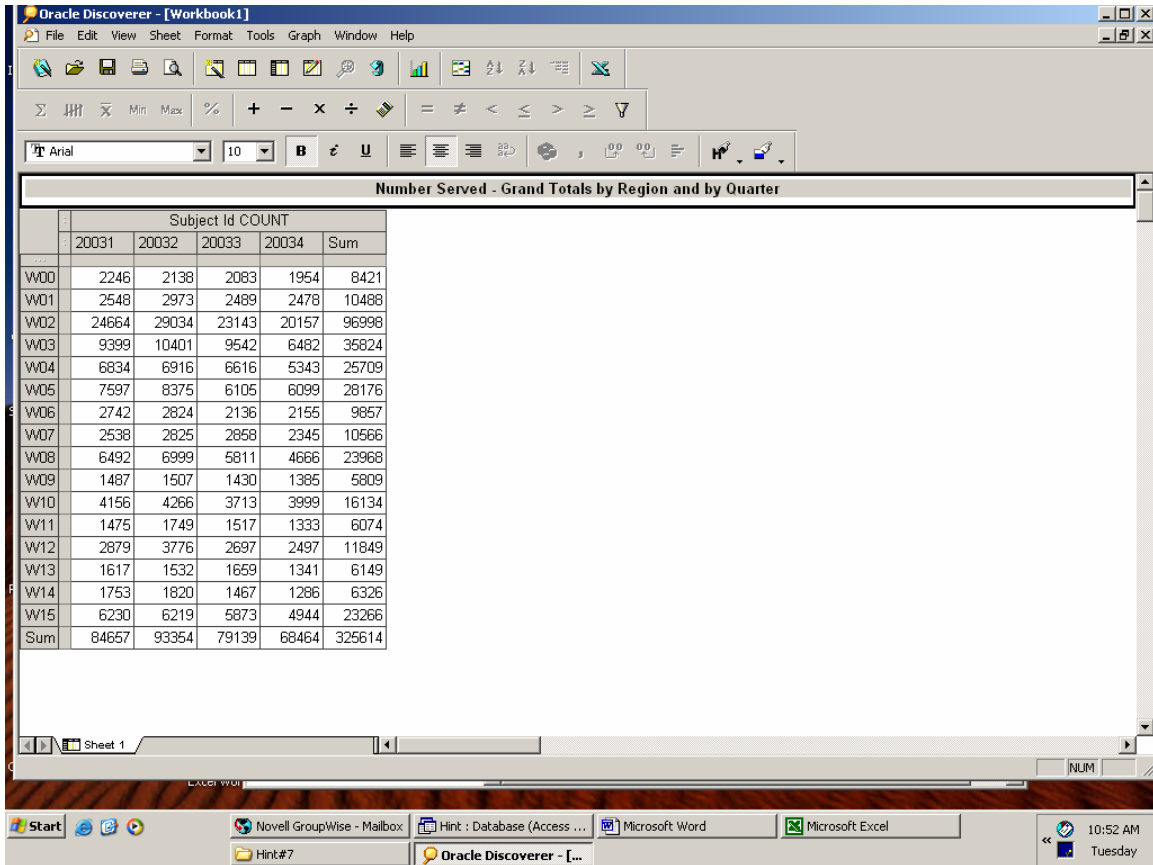 Oracle Discoverer - [Workbook1]
File Edit View Sheet Format Tools Graph Window Help
Min Max %
Arial 10 B i U
Number Served - Grand Totals by Region and by Quarter
Subject Id COUNT
20031 20032 20033 20034 Sum
W00 2246 2138 2083 1954 8421
W01 2548 2973 2489 2478 10488
W02 24664 29034 23143 20157 96998
W03 9399 10401 9542 6482 35824
W04 6834 6916 6616 5343 25709
W05 7597 8375 6105 6099 28176
W06 2742 2824 2136 2155 9857
W07 2538 2825 2858 2345 10566
W08 6492 6999 5811 4666 23968
W09 1487 1507 1430 1385 5809
W10 4156 4266 3713 3999 16134
W11 1475 1749 1517 1333 6074
W12 2879 3776 2697 2497 11849
W13 1617 1532 1659 1341 6149
W14 1753 1820 1467 1286 6326
W15 6230 6219 5873 4944 23266
Sum 84657 93354 79139 68464 325614
Sheet 1
NUM
Start
Novell GroupWise - Mailbox
Hint : Database (Access ...
Microsoft Word
Microsoft Excel
10:52 AM
Hint#7
Oracle Discoverer - [...
Tuesday